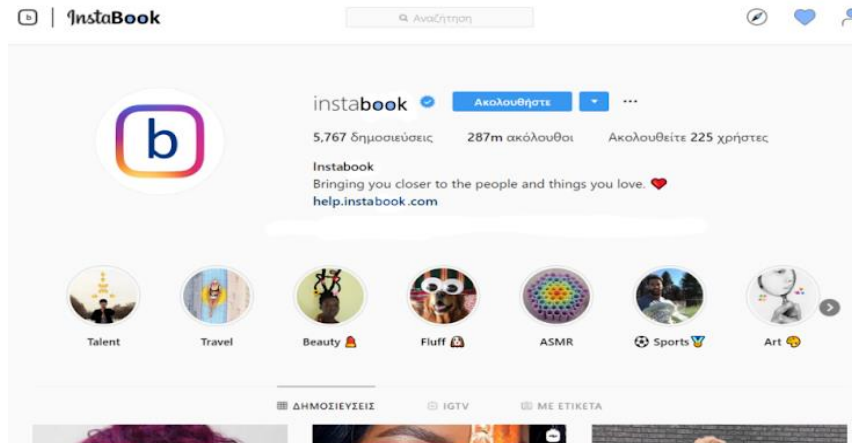 b | InstaBook Αναζήτηση
b
instabook Ακολουθήστε ...
5,767 δημοσιεύσεις 287m ακόλουθοι Ακολουθείτε 225 χρήστες
Instabook
Bringing you closer to the people and things you love. ❤️
help.instabook.com
Talent Travel Beauty Fluff ASMR ⚽ Sports🏅 Art 🎨
ΔΗΜΟΣΙΕΥΣΕΙΣ IGTV ΜΕ ΕΤΙΚΕΤΑ